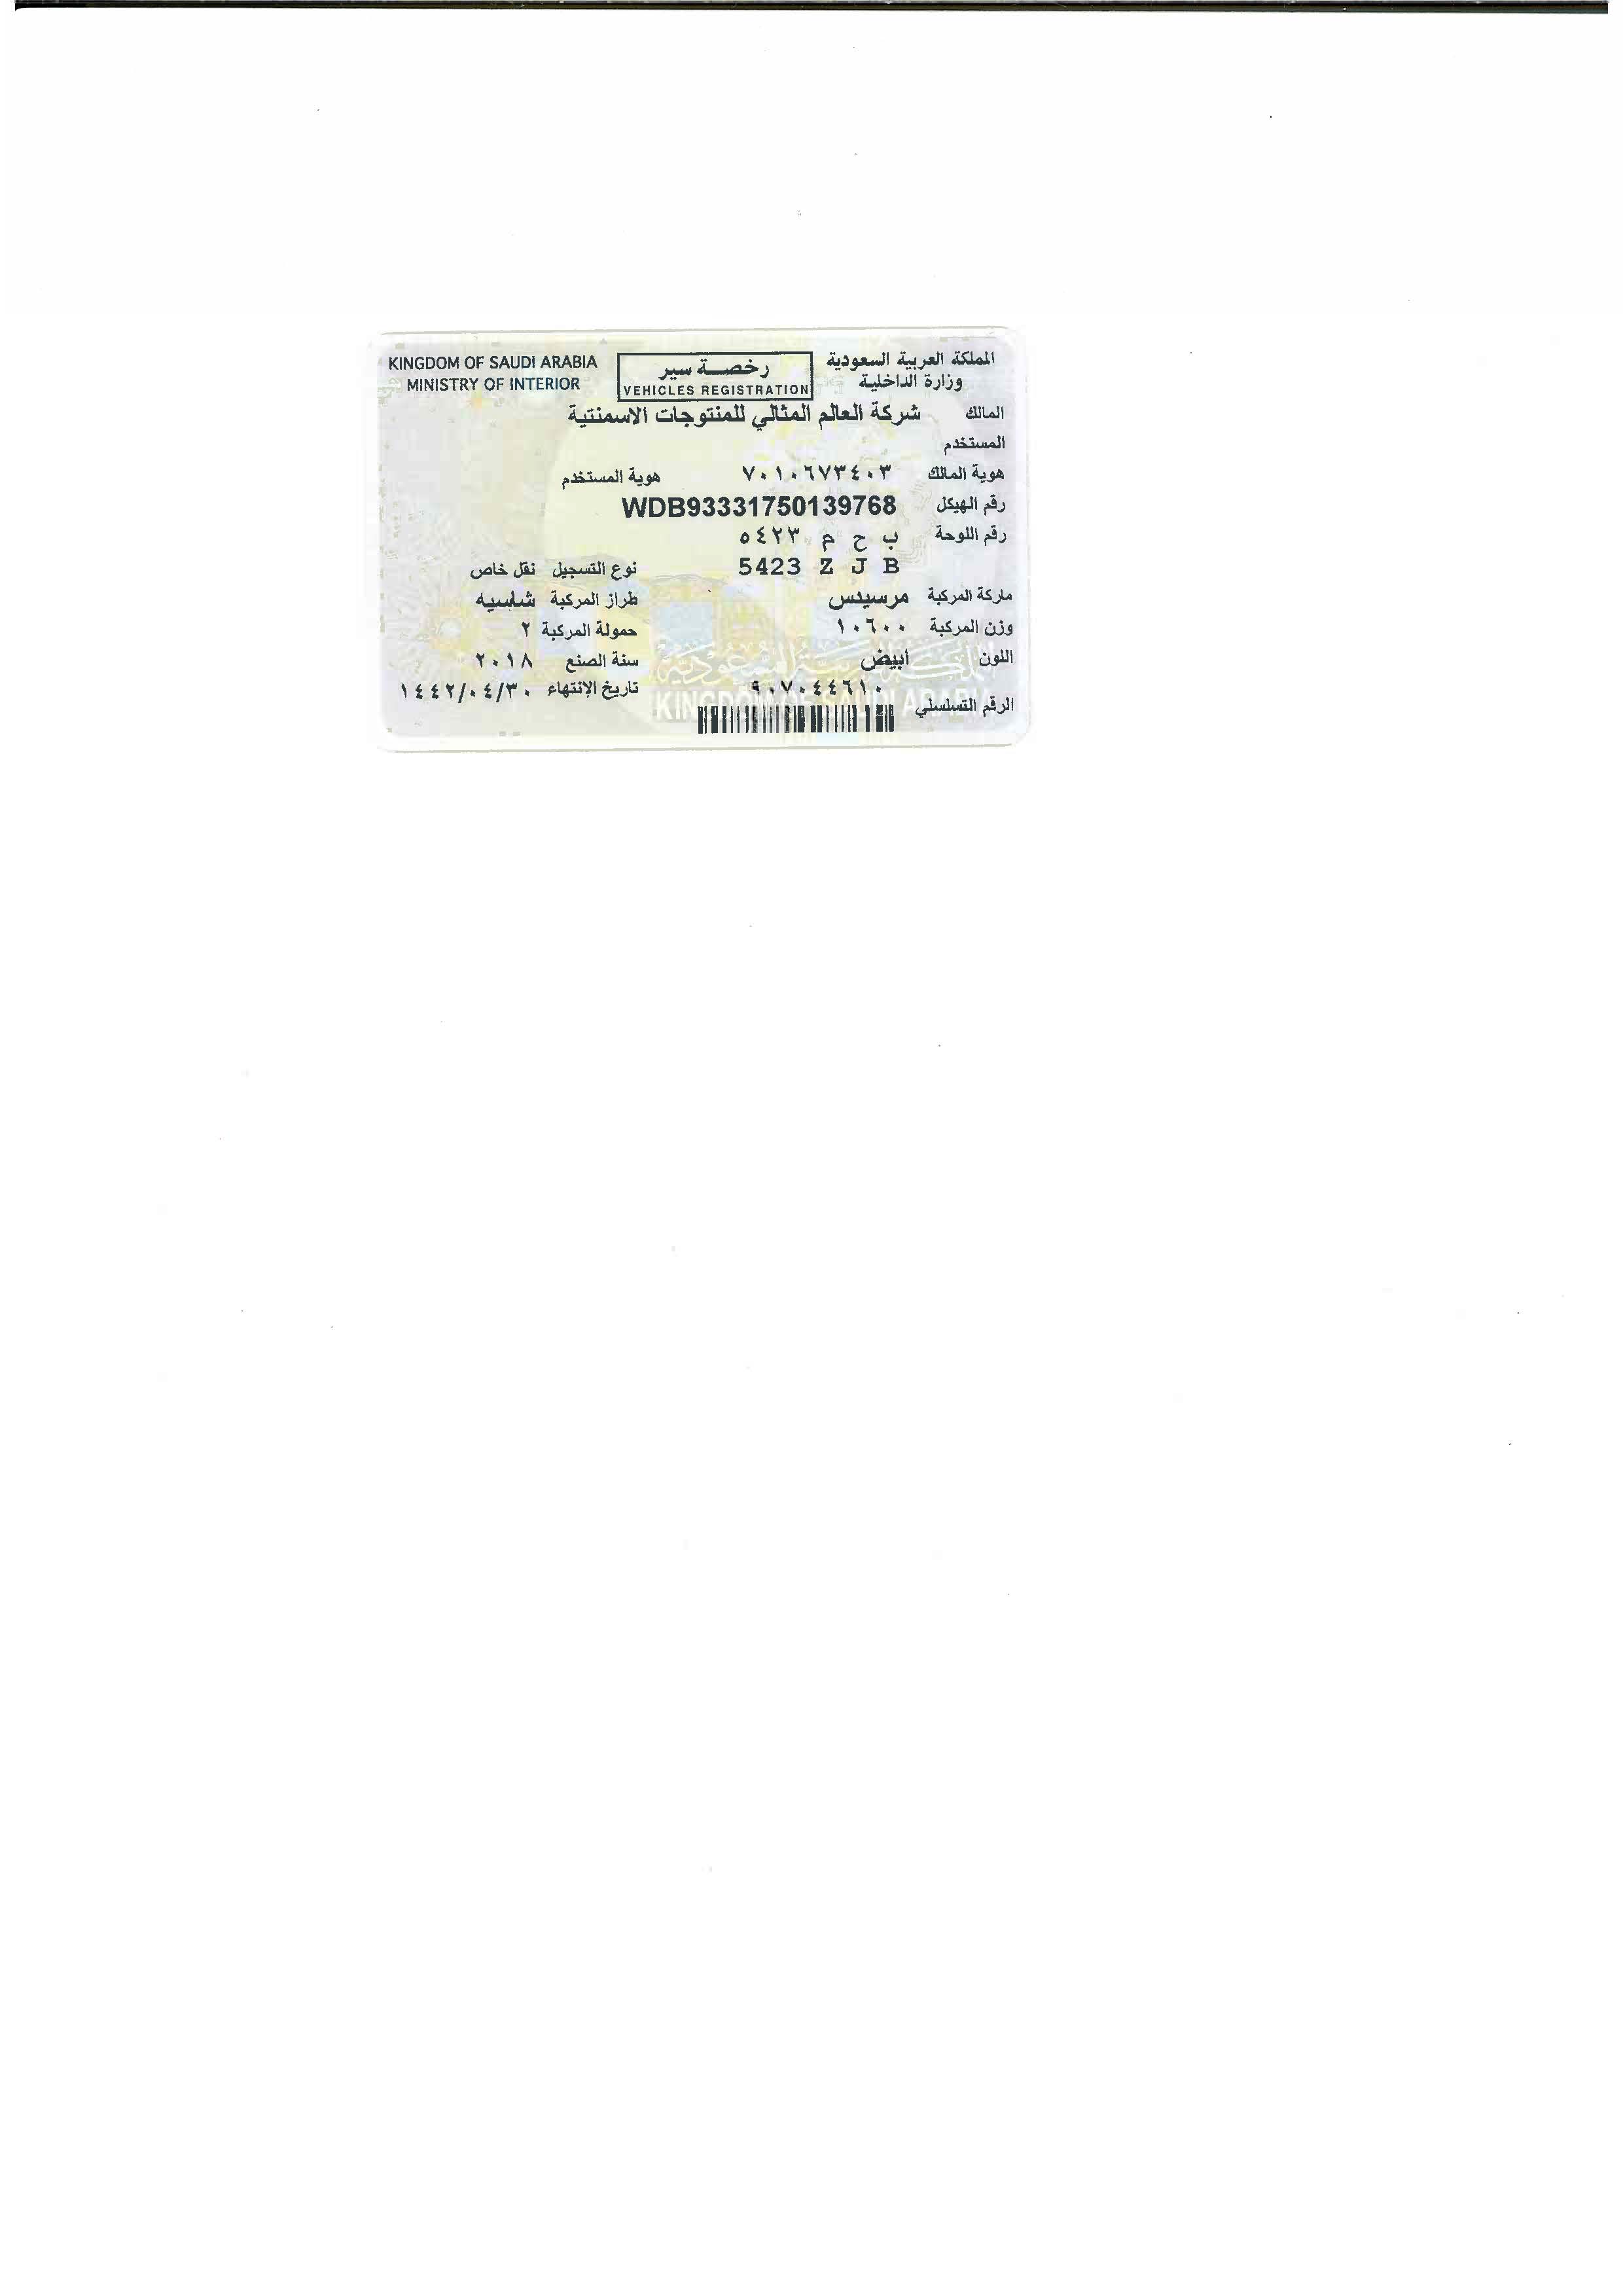 KINGDOM OF SAUDI ARABIA
MINISTRY OF INTERIOR
رخصـــة سير
VEHICLES REGISTRATION
المملكة العربية السعودية
وزارة الداخلية
المالك شركة العالم المثالي للمنتوجات الاسمنتية
المستخدم
هوية المالك ٧٠١٠٦٧٣٤٠٣ هوية المستخدم
رقم الهيكل WDB93331750139768
رقم اللوحة ب ح م ٥٤٢٣
5423 Z J B نوع التسجيل نقل خاص
ماركة المركبة مرسيدس طراز المركبة شاسيه
وزن المركبة ١٠٦٠٠ حمولة المركبة ٢
اللون أبيض سنة الصنع ٢٠١٨
الرقم التسلسلي ٩٠٧٠٤٤٦١٠ تاريخ الإنتهاء ١٤٤٢/٠٤/٣٠
المملكة العربية السعودية
KINGDOM OF SAUDI ARABIA